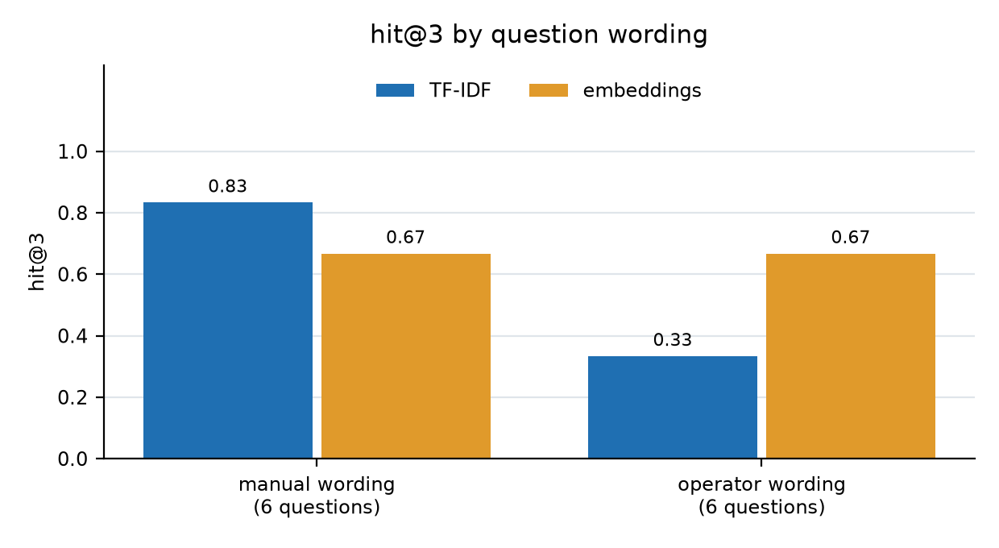 hit@3 by question wording
TF-IDF
embeddings
hit@3
1.0
0.8
0.6
0.4
0.2
0.0
0.83
0.67
0.33
0.67
manual wording
(6 questions)
operator wording
(6 questions)